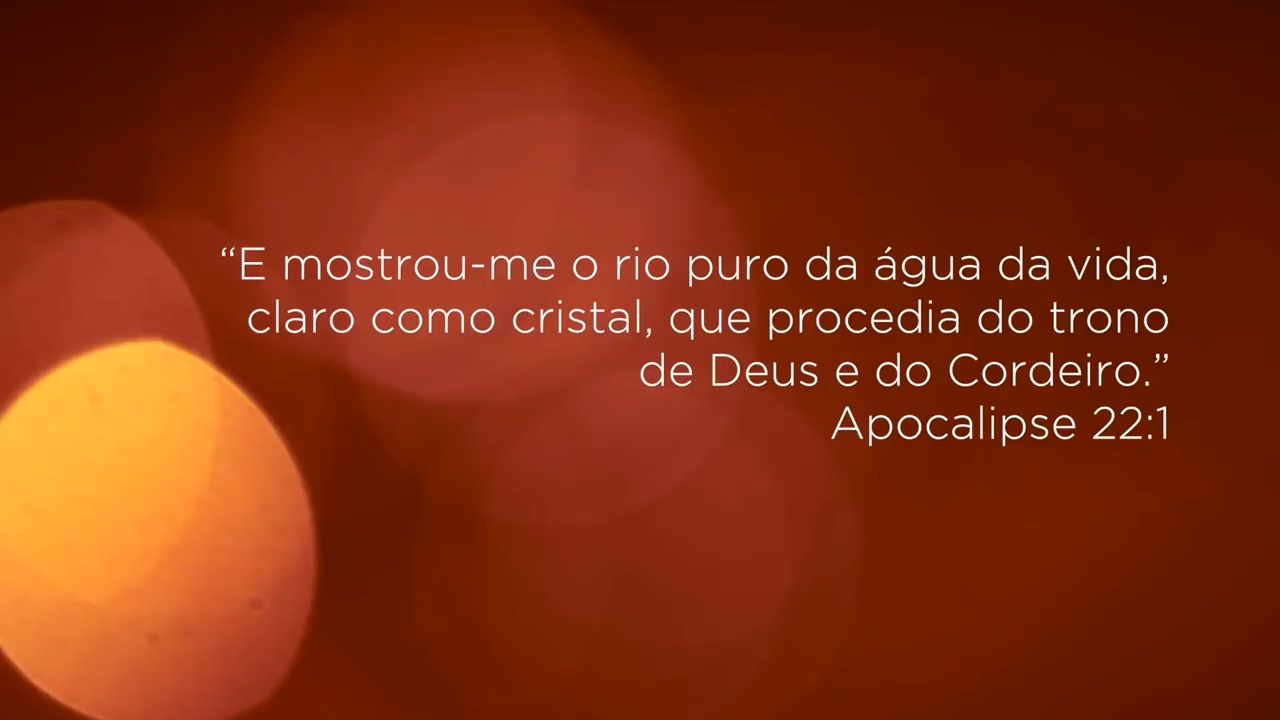 “E mostrou-me o rio puro da água da vida,
claro como cristal, que procedia do trono
de Deus e do Cordeiro.”
Apocalipse 22:1